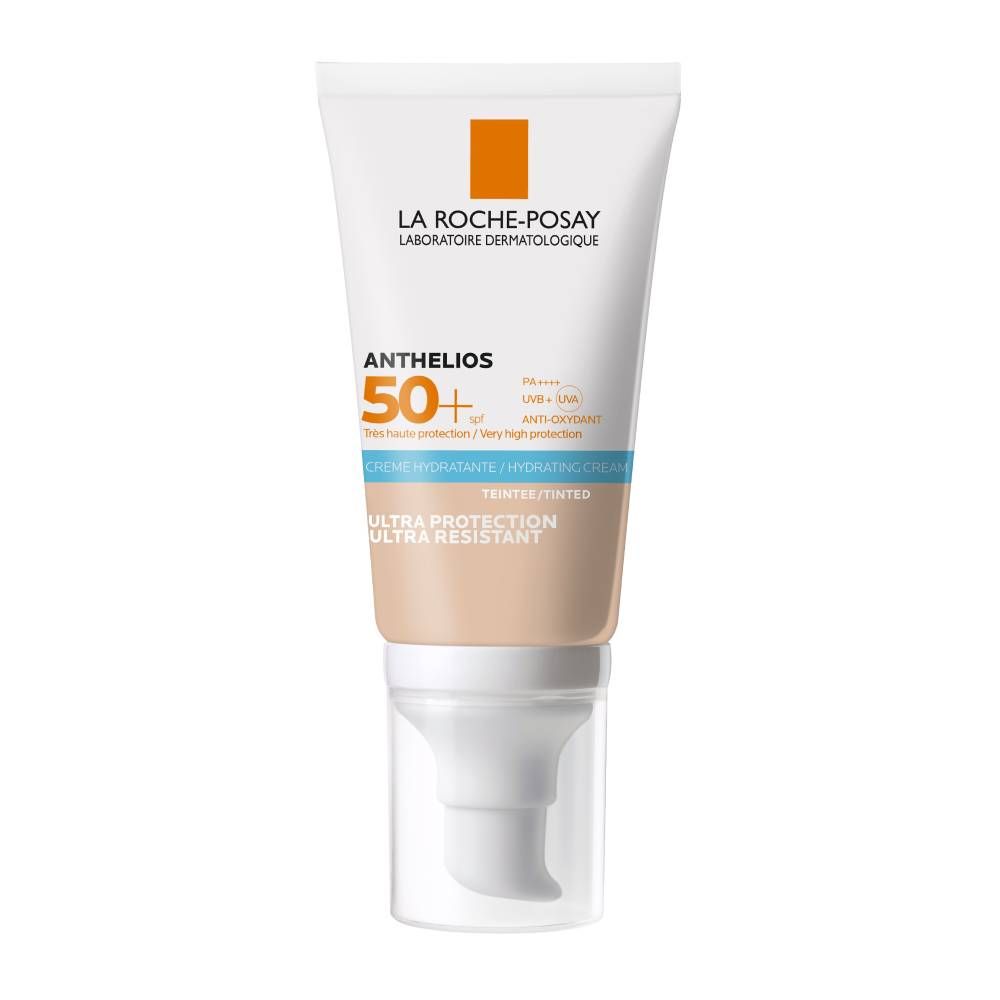 LA ROCHE-POSAY
LABORATOIRE DERMATOLOGIQUE
ANTHELIOS
50+ spf
PA ++++
UVB + UVA
ANTI-OXYDANT
Très haute protection / Very high protection
CREME HYDRATANTE / HYDRATING CREAM
TEINTEE/TINTED
ULTRA PROTECTION
ULTRA RESISTANT